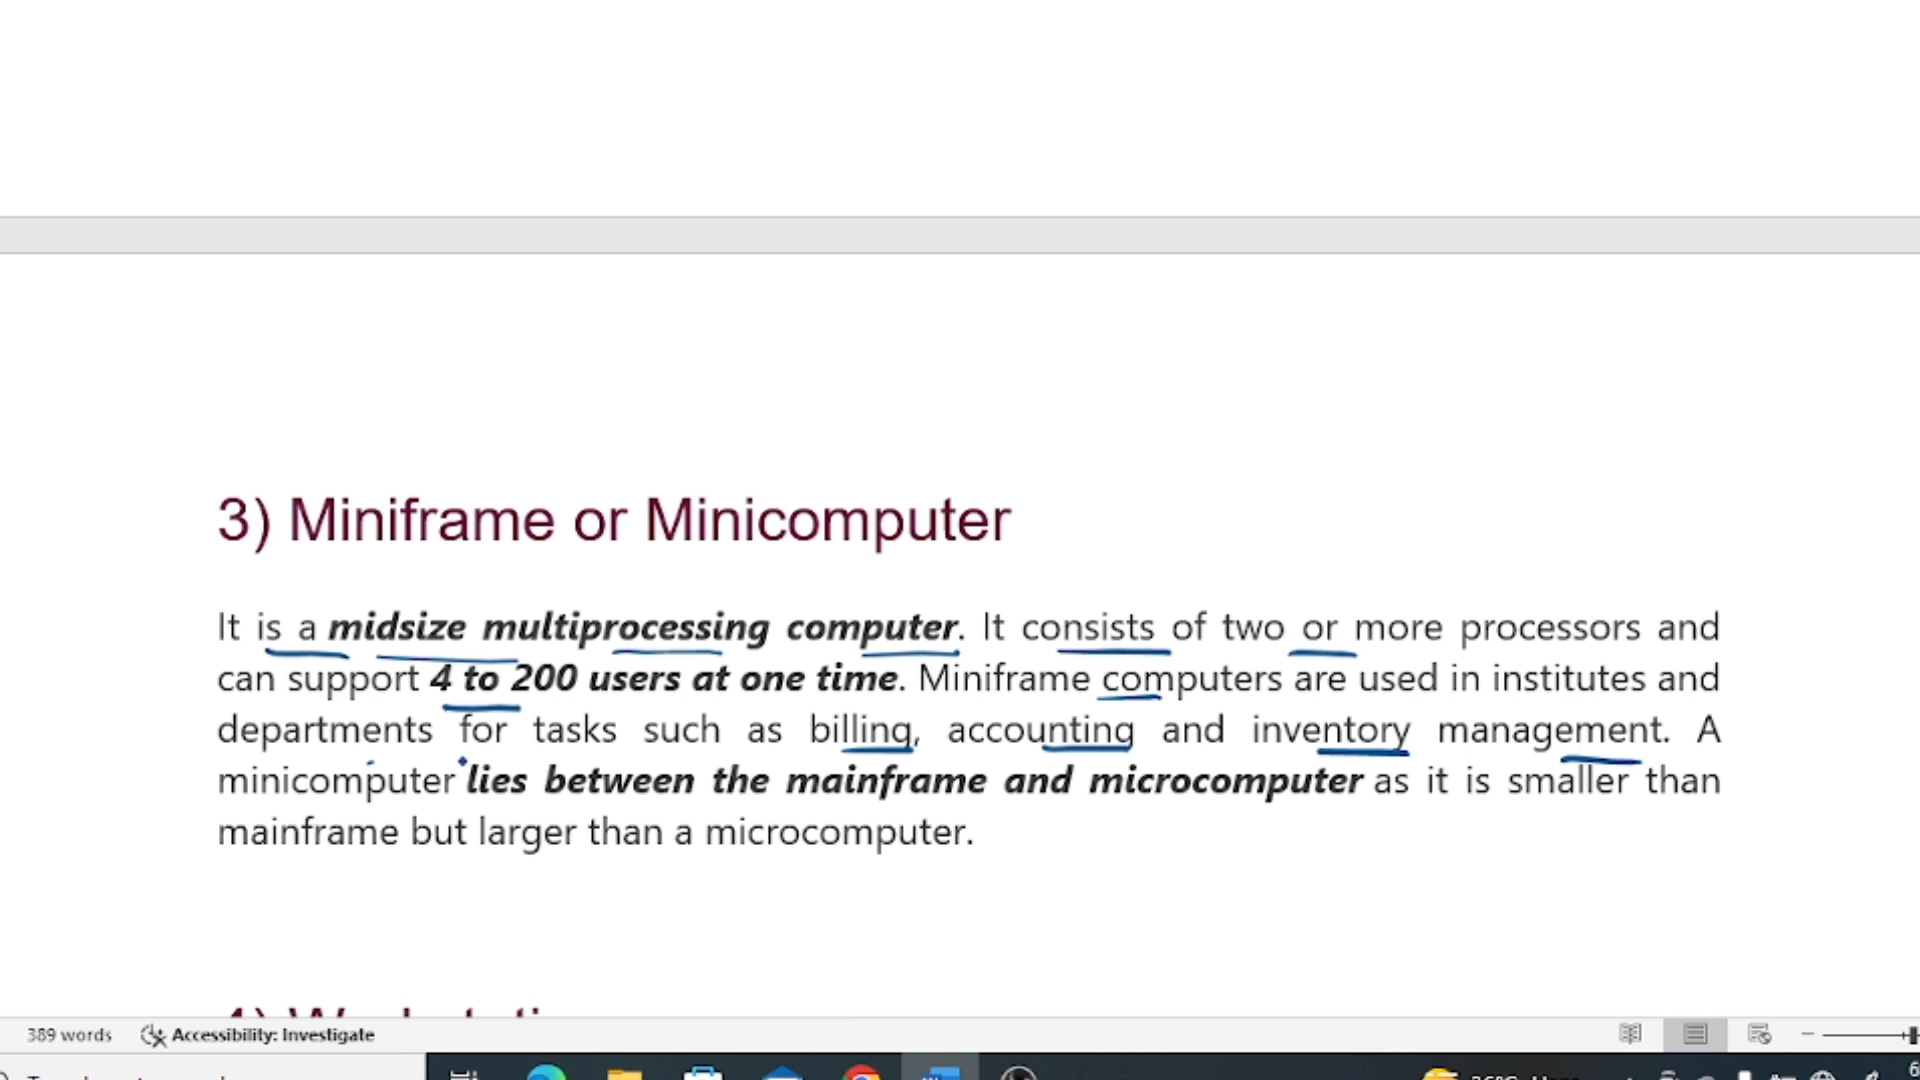 3) Miniframe or Minicomputer
It is a midsize multiprocessing computer. It consists of two or more processors and
can support 4 to 200 users at one time. Miniframe computers are used in institutes and
departments for tasks such as billing, accounting and inventory management. A
minicomputer lies between the mainframe and microcomputer as it is smaller than
mainframe but larger than a microcomputer.
389 words
Accessibility: Investigate